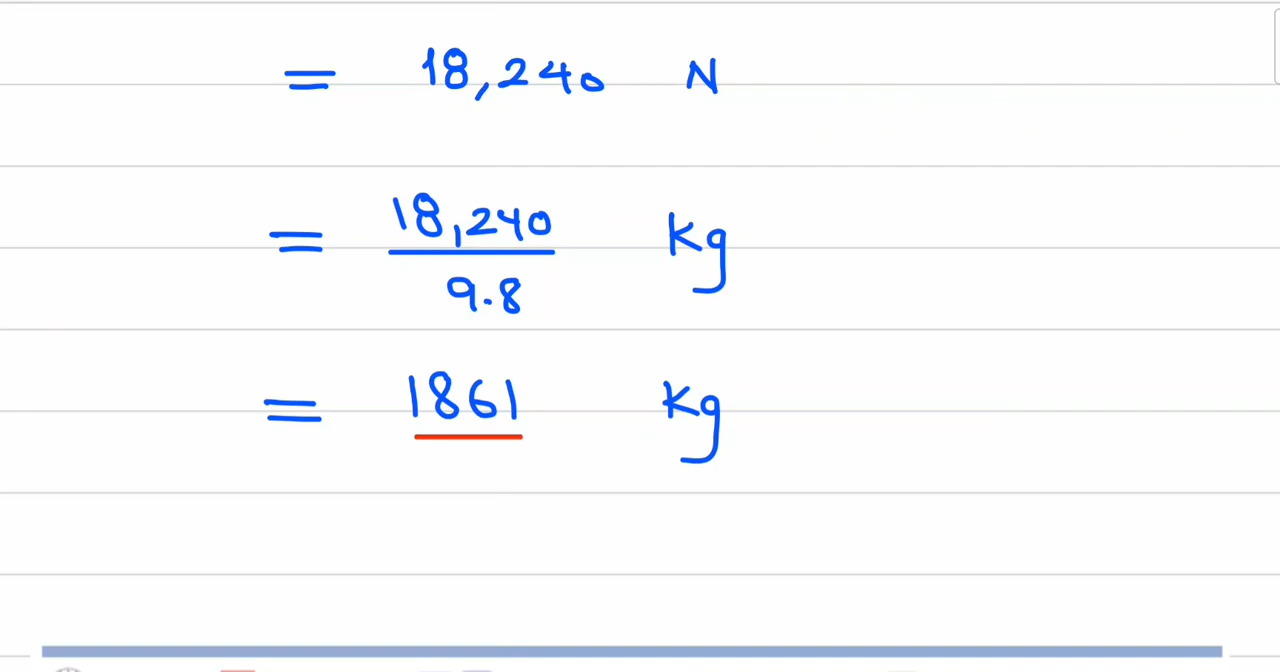 = 18,240 N
= 18,240 / 9.8 Kg
= 1861 Kg